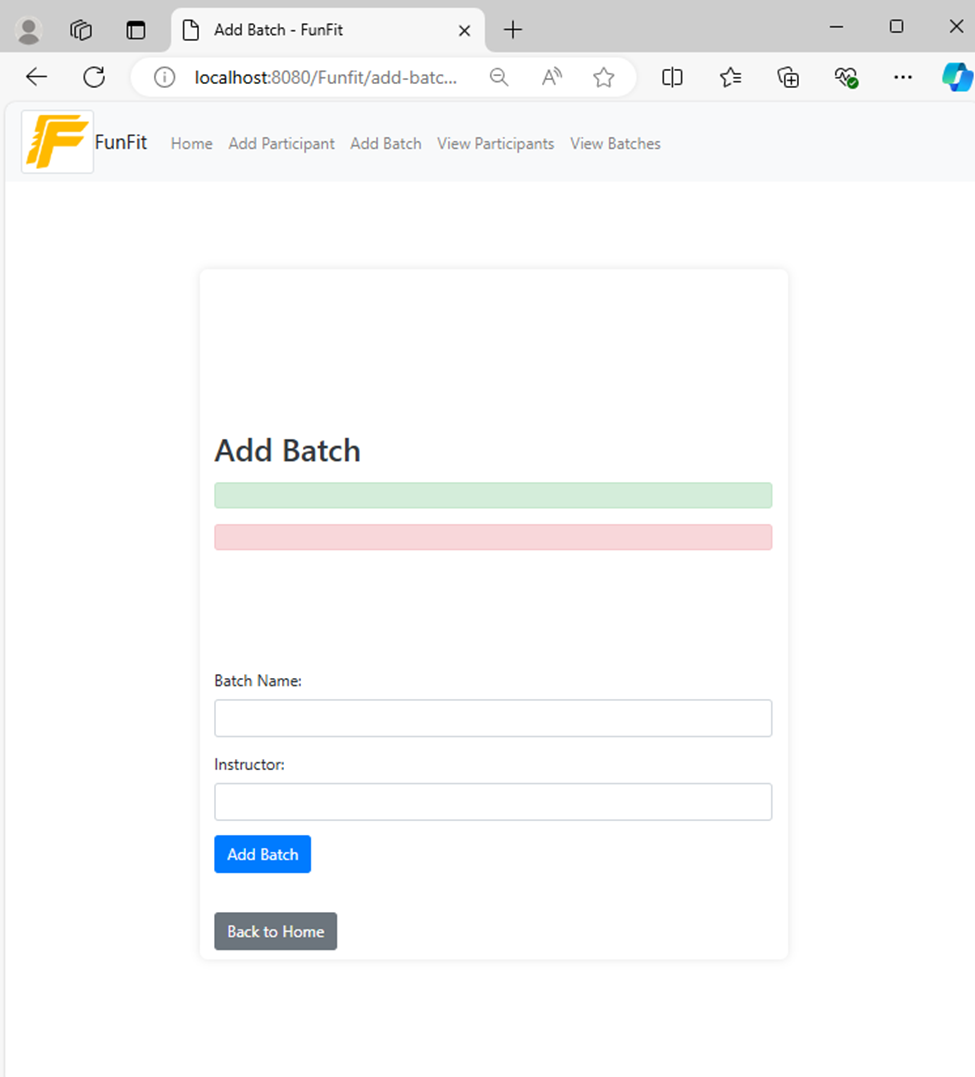 Add Batch - FunFit
localhost:8080/Funfit/add-batc...
FunFit Home Add Participant Add Batch View Participants View Batches
Add Batch
Batch Name:
Instructor:
Add Batch
Back to Home